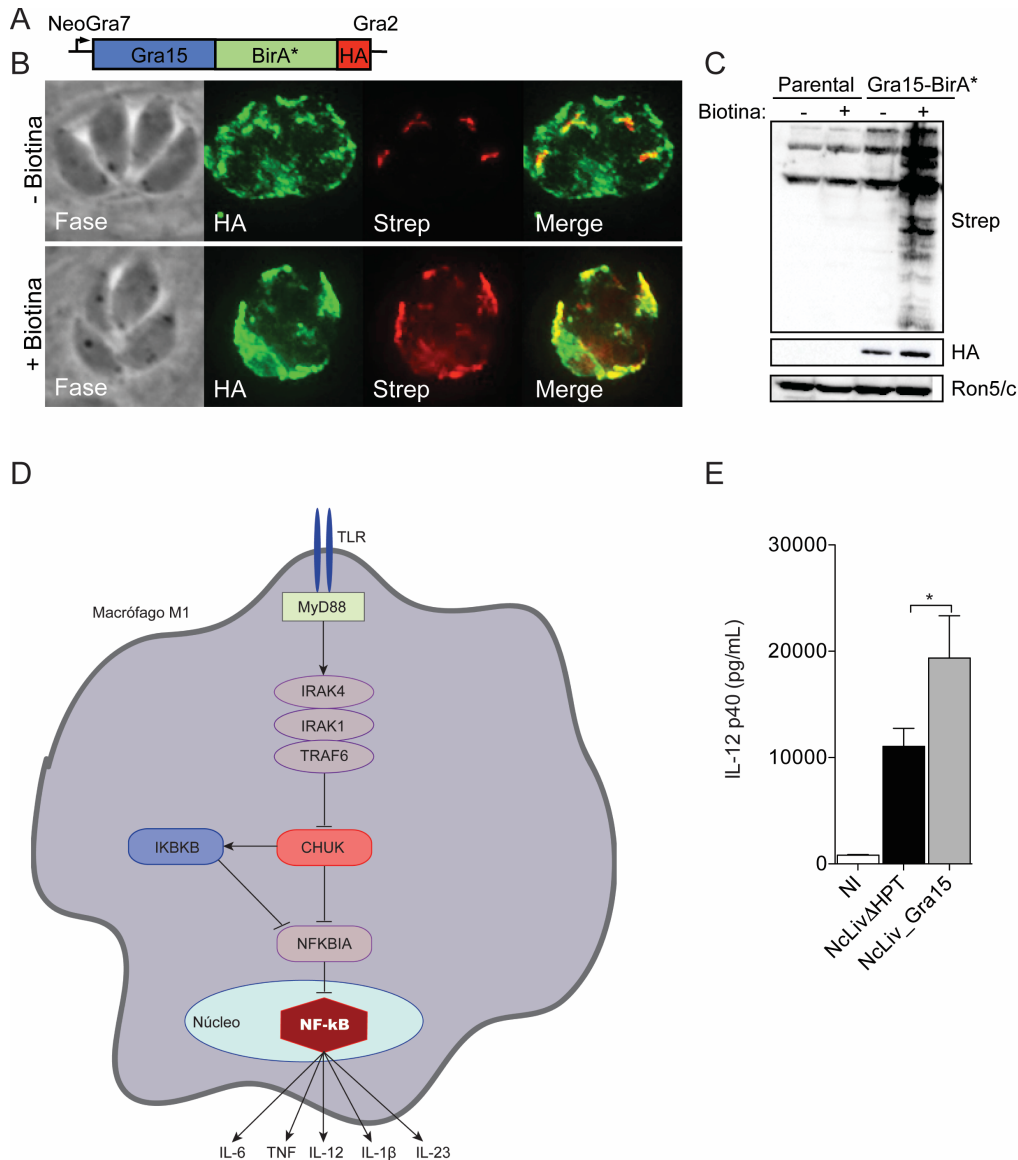 A
NeoGra7 Gra2
Gra15 BirA* HA
B
- Biotina
Fase HA Strep Merge
+ Biotina
Fase HA Strep Merge
C
Parental Gra15-BirA*
Biotina: - + - +
Strep
HA
Ron5/c
D
TLR
MyD88
Macrófago M1
IRAK4
IRAK1
TRAF6
IKBKB CHUK
NFKBIA
Núcleo NF-kB
IL-6 TNF IL-12 IL-1β IL-23
E
30000
20000
10000
0
IL-12 p40 (pg/mL)
*
NI
NcLivΔHPT
NcLiv_Gra15